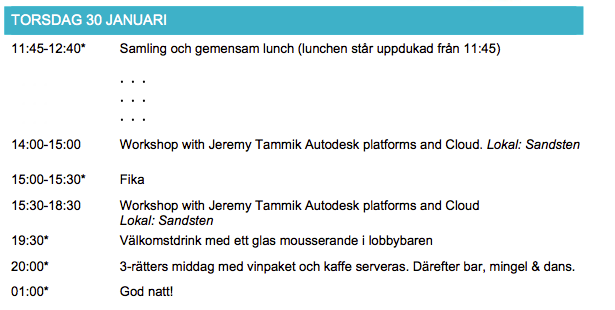 TORSDAG 30 JANUARI
11:45-12:40* Samling och gemensam lunch (lunchen står uppdukad från 11:45)
. . .
. . .
. . .
14:00-15:00 Workshop with Jeremy Tammik Autodesk platforms and Cloud. Lokal: Sandsten
15:00-15:30* Fika
15:30-18:30 Workshop with Jeremy Tammik Autodesk platforms and Cloud
Lokal: Sandsten
19:30* Välkomstdrink med ett glas mousserande i lobbybaren
20:00* 3-rätters middag med vinpaket och kaffe serveras. Därefter bar, mingel & dans.
01:00* God natt!